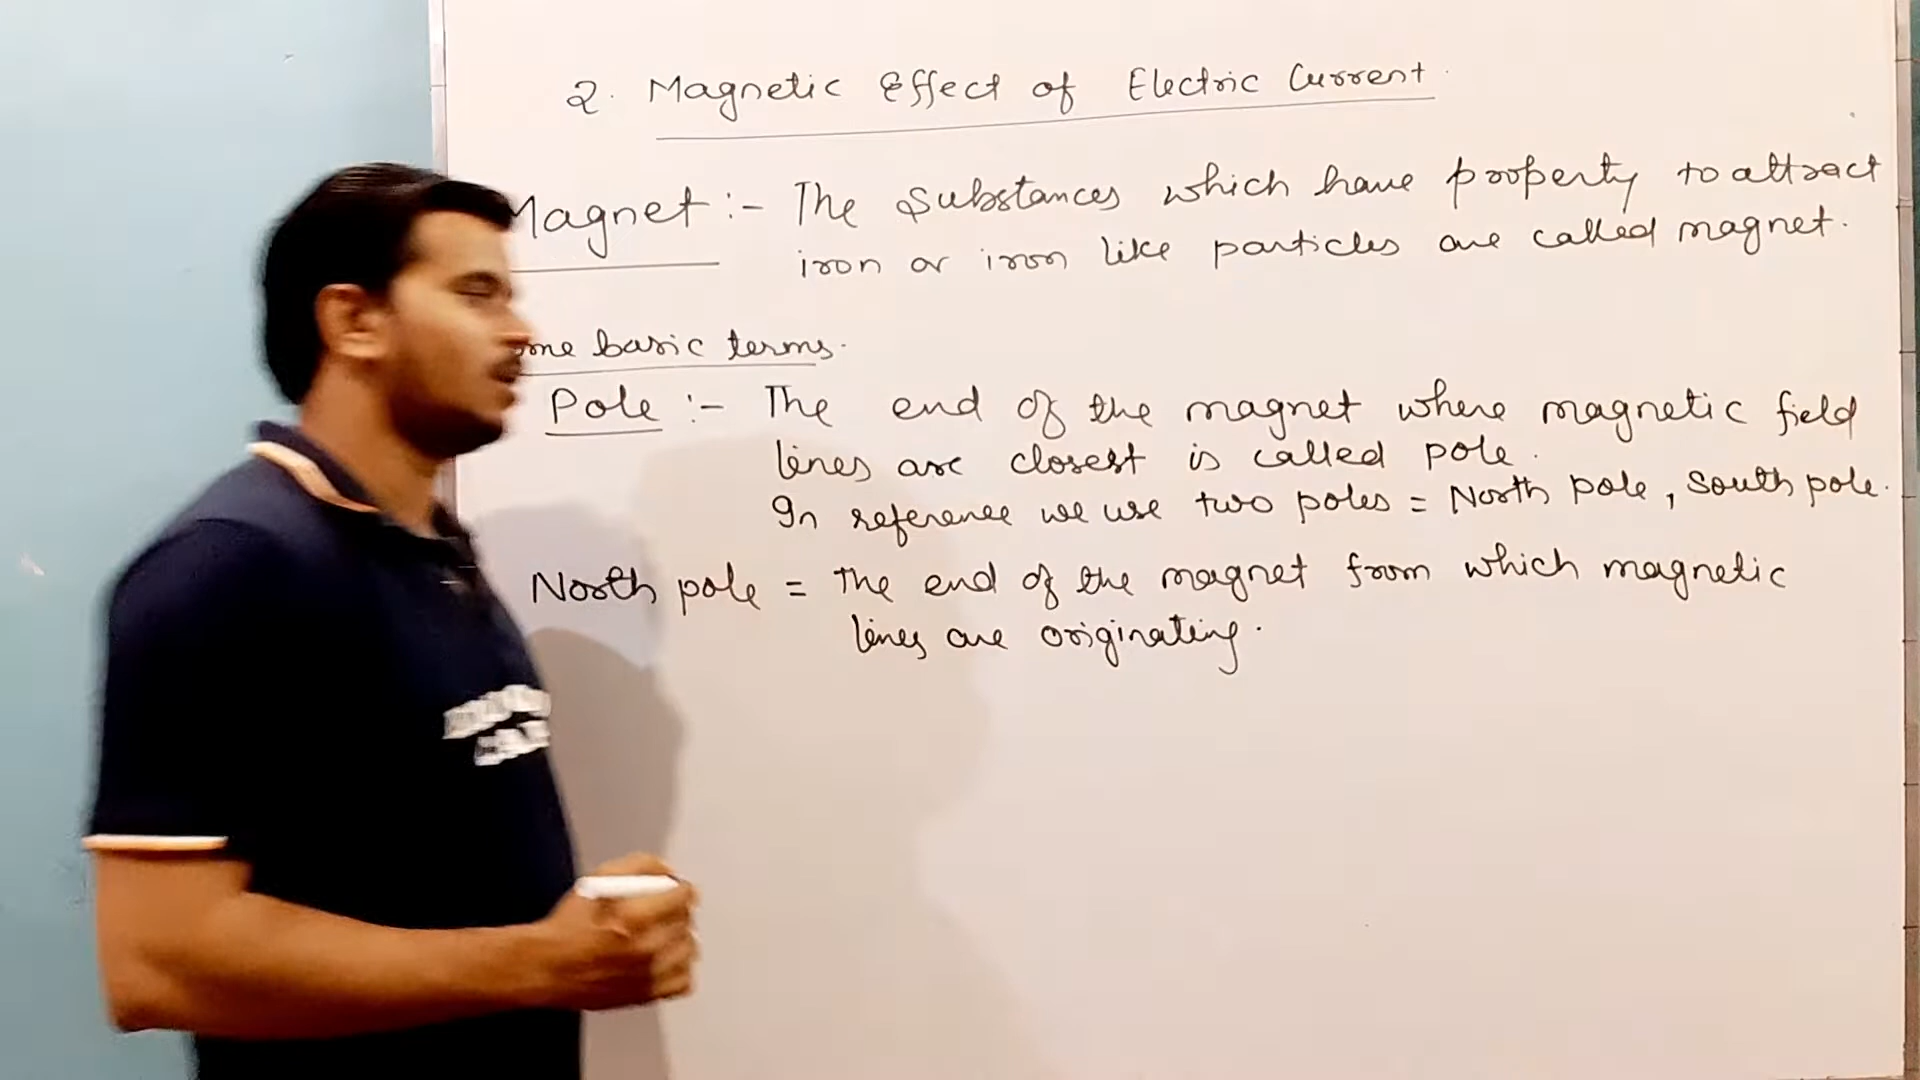 2. Magnetic Effect of Electric Current
Magnet :- The substances which have property to attract
iron or iron like particles are called magnet.
ome basic terms.
Pole :- The end of the magnet where magnetic field
lines are closest is called pole.
In reference we use two poles = North pole, South pole.
North pole = The end of the magnet from which magnetic
lines are originating.